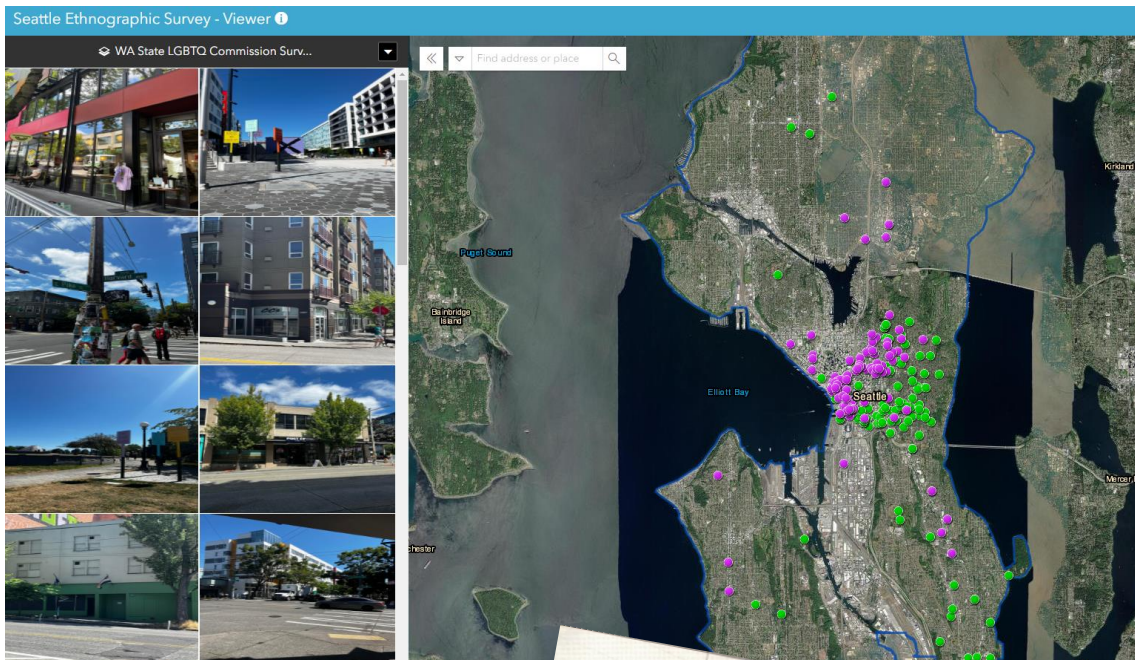 Seattle Ethnographic Survey - Viewer
WA State LGBTQ Commission Surv...
Find address or place
Kirkland
Puget Sound
Bainbridge
Island
Elliott Bay
Seattle
Mercer
chester